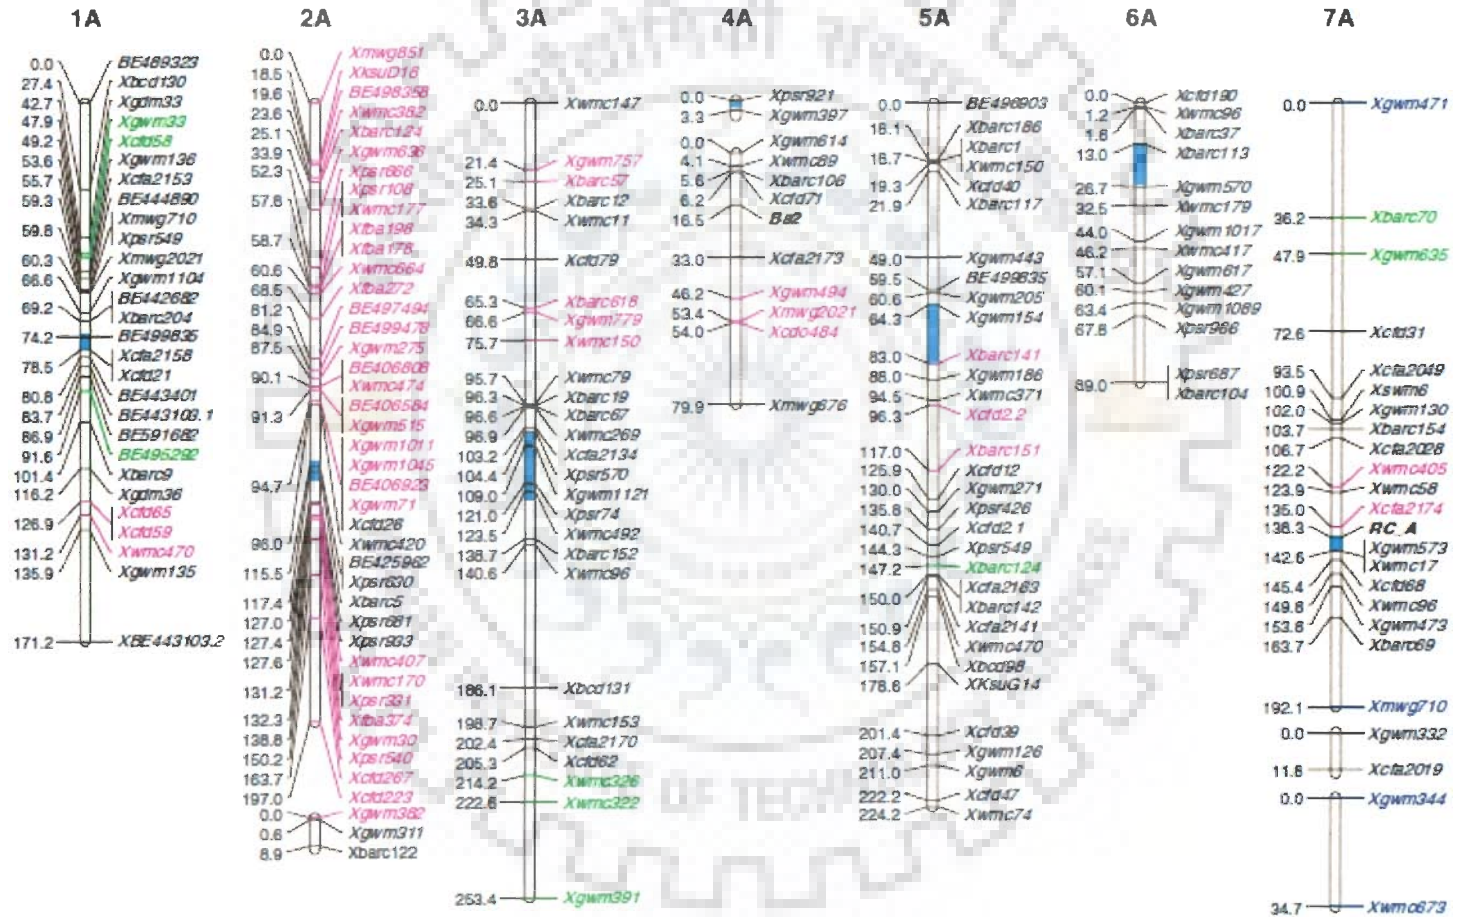 1A 2A 3A 4A 5A 6A 7A
0.0 BE489323
27.4 Xbcd130
42.7 Xgdm33
47.9 Xgwm33
49.2 Xcfd58
53.6 Xgwm136
55.7 Xcfa2153
59.3 BE444890
Xmwg710
59.8 Xpsr549
60.3 Xmwg2021
66.6 Xgwm1104
BE442682
69.2 Xbarc204
74.2 BE499835
Xcfa2158
78.5 Xcfd21
80.8 BE443401
83.7 BE443103.1
86.9 BE591682
91.6 BE495292
101.4 Xbarc9
116.2 Xgdm36
Xcfd65
126.9 Xcfd59
131.2 Xwmc470
135.9 Xgwm135
171.2 XBE443103.2
0.0 Xmwg851
18.5 XksuD18
19.6 BE498358
23.6 Xwmc382
25.1 Xbarc124
33.9 Xgwm636
52.3 Xpsr666
Xpsr108
57.8 Xwmc177
Xfba198
58.7 Xfba178
60.6 Xwmc664
68.5 Xfba272
81.2 BE497494
84.9 BE499478
87.5 Xgwm275
BE406808
90.1 Xwmc474
BE406584
91.3 Xgwm515
Xgwm1011
Xgwm1045
94.7 BE406923
Xgwm71
Xcfd26
96.0 Xwmc420
BE425962
115.5 Xpsr630
117.4 Xbarc5
127.0 Xpsr681
127.4 Xpsr933
127.6 Xwmc407
Xwmc170
131.2 Xpsr331
132.3 Xfba374
138.8 Xgwm30
150.2 Xpsr540
163.7 Xcfd267
197.0 Xcfd223
0.0 Xgwm382
0.6 Xgwm311
8.9 Xbarc122
0.0 Xwmc147
21.4 Xgwm757
25.1 Xbarc57
33.6 Xbarc12
34.3 Xwmc11
49.8 Xcfd79
65.3 Xbarc618
66.6 Xgwm779
75.7 Xwmc150
95.7 Xwmc79
96.3 Xbarc19
96.6 Xbarc67
96.9 Xwmc269
103.2 Xcfa2134
104.4 Xpsr570
109.0 Xgwm1121
121.0 Xpsr74
123.5 Xwmc492
138.7 Xbarc152
140.6 Xwmc96
186.1 Xbcd131
198.7 Xwmc153
202.4 Xcfa2170
205.3 Xcfd62
214.2 Xwmc326
222.6 Xwmc322
253.4 Xgwm391
0.0 Xpsr921
3.3 Xgwm397
0.0 Xgwm614
4.1 Xwmc89
5.6 Xbarc106
6.2 Xcfd71
16.5
33.0 Xcfa2173
46.2 Xgwm494
53.4 Xmwg2021
54.0 Xcdo484
79.9 Xmwg676
0.0 BE496903
18.1 Xbarc186
Xbarc1
18.7 Xwmc150
19.3 Xcfd40
21.9 Xbarc117
49.0 Xgwm443
59.5 BE499835
60.6 Xgwm205
64.3 Xgwm154
83.0 Xbarc141
88.0 Xgwm186
94.5 Xwmc371
96.3 Xcfd2.2
117.0 Xbarc151
125.9 Xcfd12
130.0 Xgwm271
135.8 Xpsr426
140.7 Xcfd2.1
144.3 Xpsr549
147.2 Xbarc124
Xcfa2163
150.0 Xbarc142
150.9 Xcfa2141
154.8 Xwmc470
157.1 Xbcd98
178.6 XKsuG14
201.4 Xcfd39
207.4 Xgwm126
211.0 Xgwm6
222.2 Xcfd47
224.2 Xwmc74
0.0 Xcfd190
1.2 Xwmc96
1.8 Xbarc37
13.0 Xbarc113
26.7 Xgwm570
32.5 Xwmc179
44.0 Xgwm1017
46.2 Xwmc417
57.1 Xgwm617
60.1 Xgwm427
63.4 Xgwm1089
67.8 Xpsr966
Xpsr687
89.0 Xbarc104
0.0 Xgwm471
36.2 Xbarc70
47.9 Xgwm635
72.6 Xcfd31
93.5 Xcfa2049
100.9 Xswm6
102.0 Xgwm130
103.7 Xbarc154
106.7 Xcfa2028
122.2 Xwmc405
123.9 Xwmc58
135.0 Xcfa2174
138.3 RC_A
Xgwm573
142.6 Xwmc17
145.4 Xcfd68
149.8 Xwmc96
153.8 Xgwm473
163.7 Xbarc69
192.1 Xmwg710
0.0 Xgwm332
11.8 Xcfa2019
0.0 Xgwm344
34.7 Xwmc673
OF TECHN